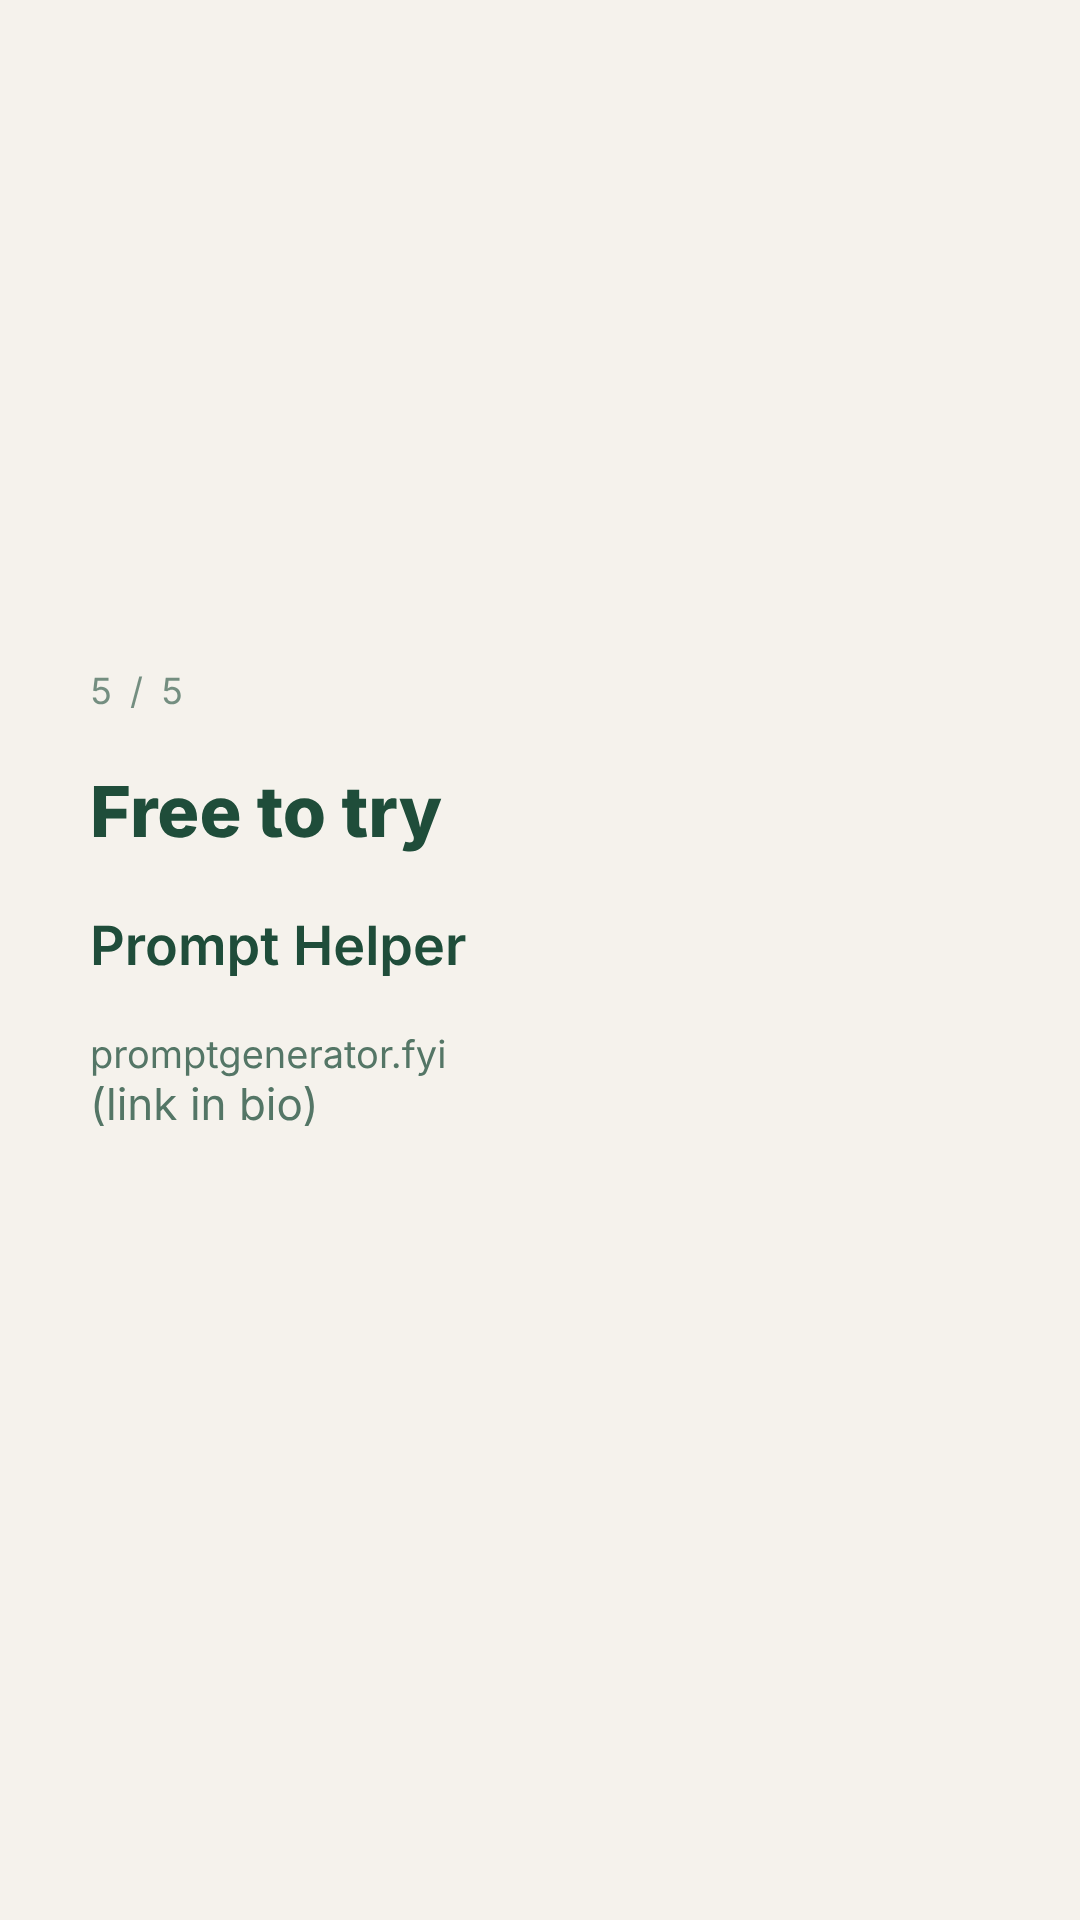 5 / 5
Free to try
Prompt Helper
promptgenerator.fyi
(link in bio)